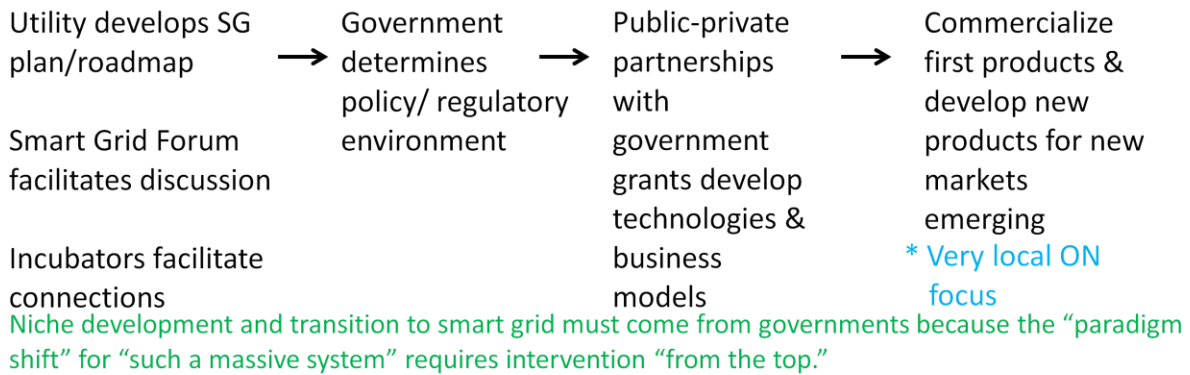 Utility develops SG
plan/roadmap
Smart Grid Forum
facilitates discussion
Incubators facilitate
connections
Government
determines
policy/ regulatory
environment
Public-private
partnerships
with
government
grants develop
technologies &
business
models
Commercialize
first products &
develop new
products for new
markets
emerging
* Very local ON
focus
Niche development and transition to smart grid must come from governments because the “paradigm
shift” for “such a massive system” requires intervention “from the top.”